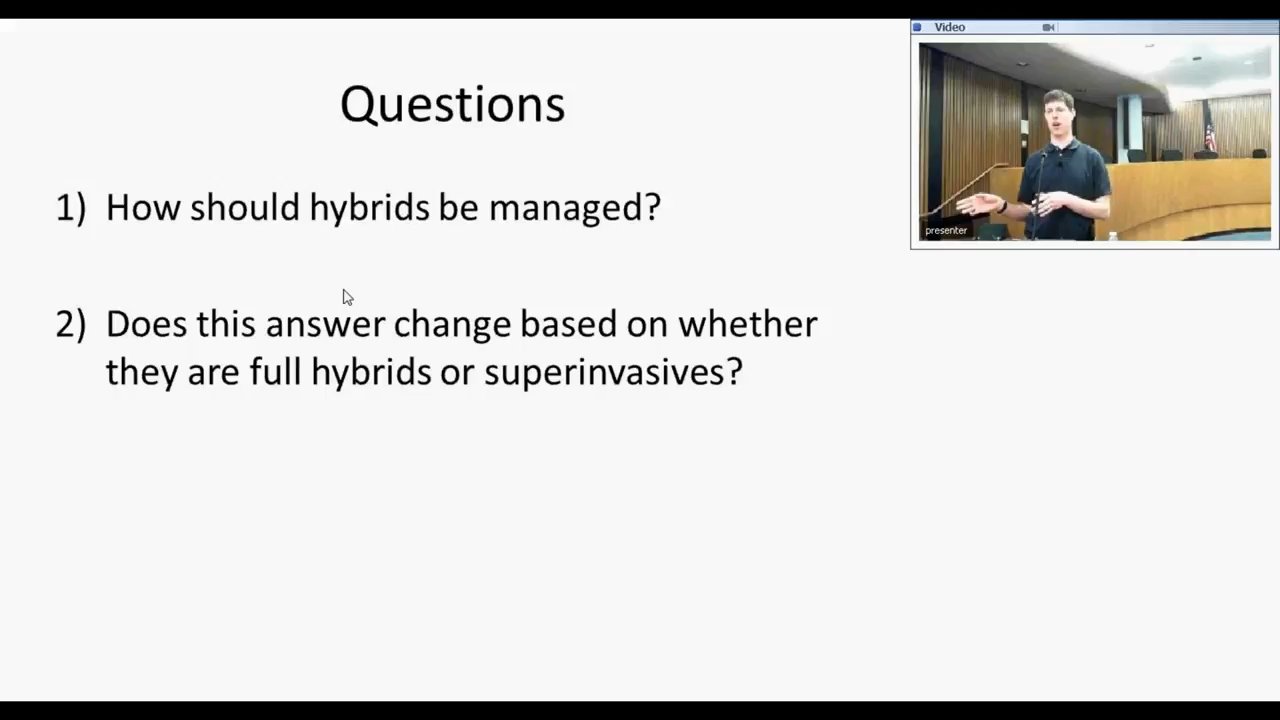 Video
Questions
1) How should hybrids be managed?
2) Does this answer change based on whether
they are full hybrids or superinvasives?
presenter